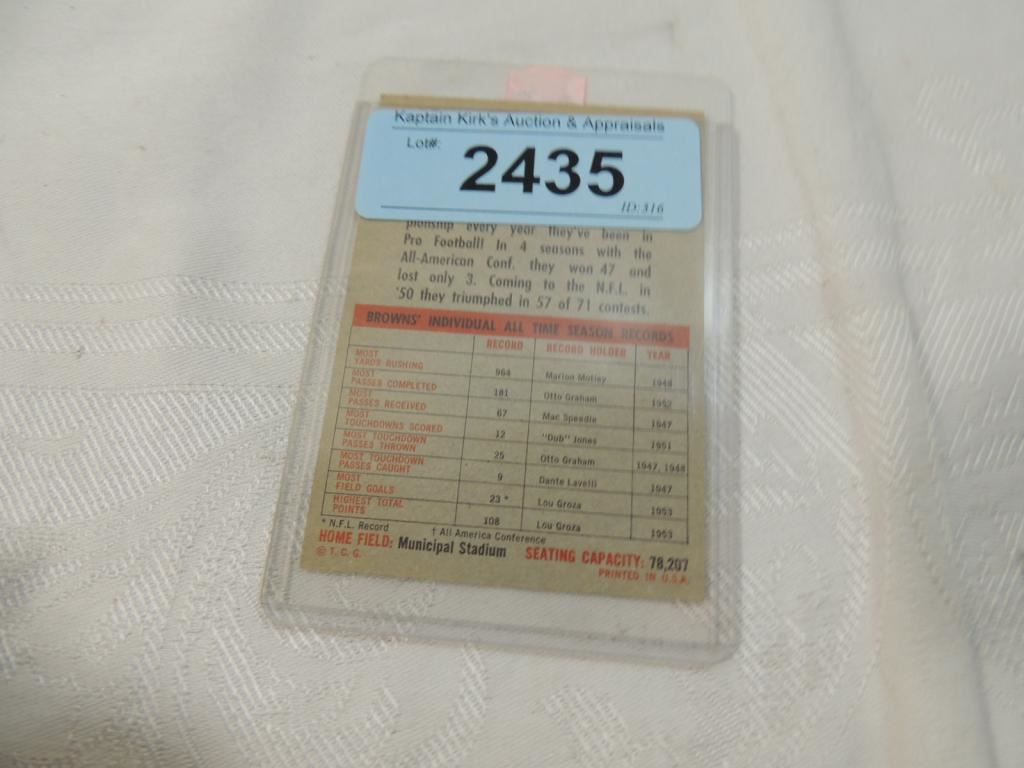 Kaptain Kirk's Auction & Appraisals
Lot#:
2435
ID:316
pionship every year they've been in
Pro Football! In 4 seasons with the
All-American Conf. they won 47 and
lost only 3. Coming to the N.F.L. in
'50 they triumphed in 57 of 71 contests.
BROWNS' INDIVIDUAL ALL TIME SEASON RECORDS
RECORD RECORD HOLDER YEAR
MOST YARDS RUSHING 964 Marion Motley 1948
MOST PASSES COMPLETED 181 Otto Graham 1952
MOST PASSES RECEIVED 67 Mac Speedie 1947
MOST TOUCHDOWNS SCORED 12 "Dub" Jones 1951
MOST TOUCHDOWN PASSES THROWN 25 Otto Graham 1947, 1948
MOST TOUCHDOWN PASSES CAUGHT 9 Dante Lavelli 1947
MOST FIELD GOALS 23 * Lou Groza 1953
HIGHEST TOTAL POINTS 108 Lou Groza 1953
* N.F.L. Record † All America Conference
HOME FIELD: Municipal Stadium SEATING CAPACITY: 78,207
© T. C. G. PRINTED IN U.S.A.